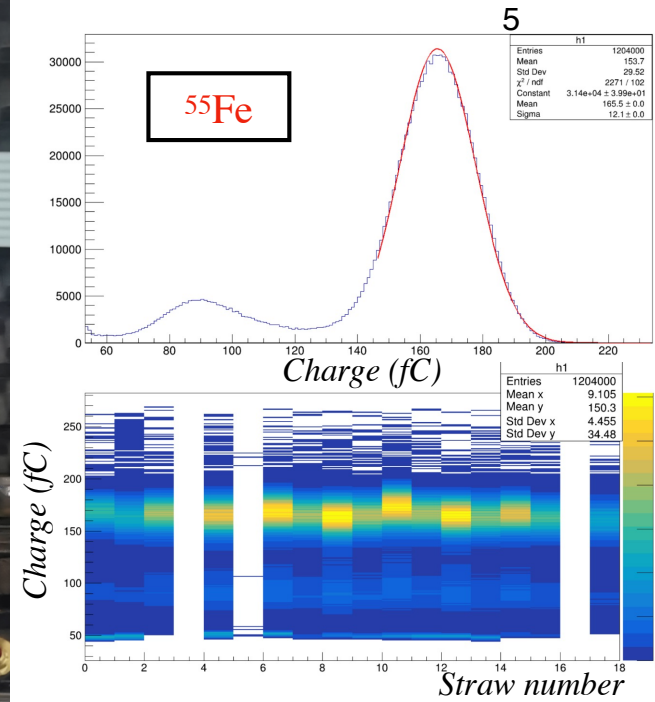 5
h1
Entries 1204000
Mean 153.7
Std Dev 29.52
χ² / ndf 2271 / 102
Constant 3.14e+04 ± 3.99e+01
Mean 165.5 ± 0.0
Sigma 12.1 ± 0.0
⁵⁵Fe
30000
25000
20000
15000
10000
5000
0
60 80 100 120 140 160 180 200 220
Charge (fC)
h1
Entries 1204000
Mean x 9.105
Mean y 150.3
Std Dev x 4.455
Std Dev y 34.48
Charge (fC)
250
200
150
100
50
0 2 4 6 8 10 12 14 16 18
Straw number